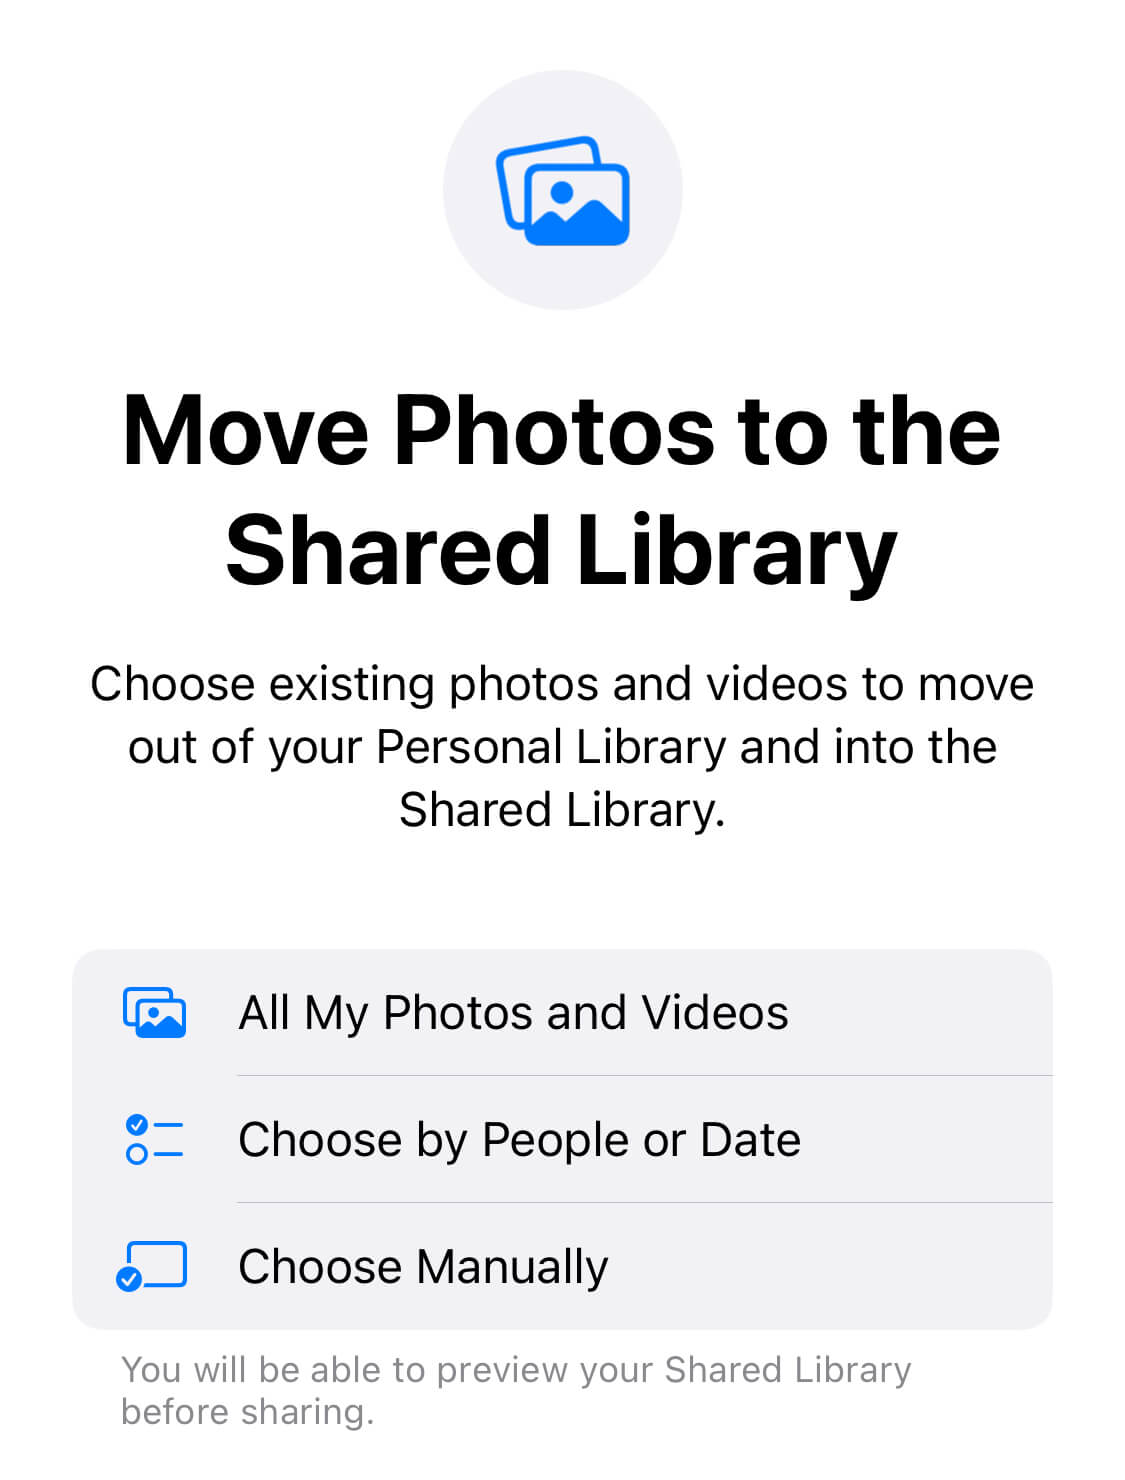 Move Photos to the
Shared Library
Choose existing photos and videos to move
out of your Personal Library and into the
Shared Library.
All My Photos and Videos
Choose by People or Date
Choose Manually
You will be able to preview your Shared Library
before sharing.